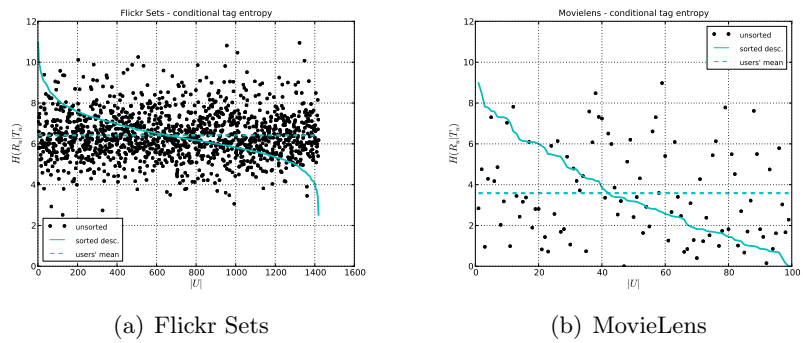 Flickr Sets - conditional tag entropy
12
10
8
6
4
2
0
H(R_u|T_u)
unsorted
sorted desc.
users' mean
0 200 400 600 800 1000 1200 1400 1600
|U|
(a) Flickr Sets
Movielens - conditional tag entropy
12
10
8
6
4
2
0
H(R_u|T_u)
unsorted
sorted desc.
users' mean
0 20 40 60 80 100
|U|
(b) MovieLens